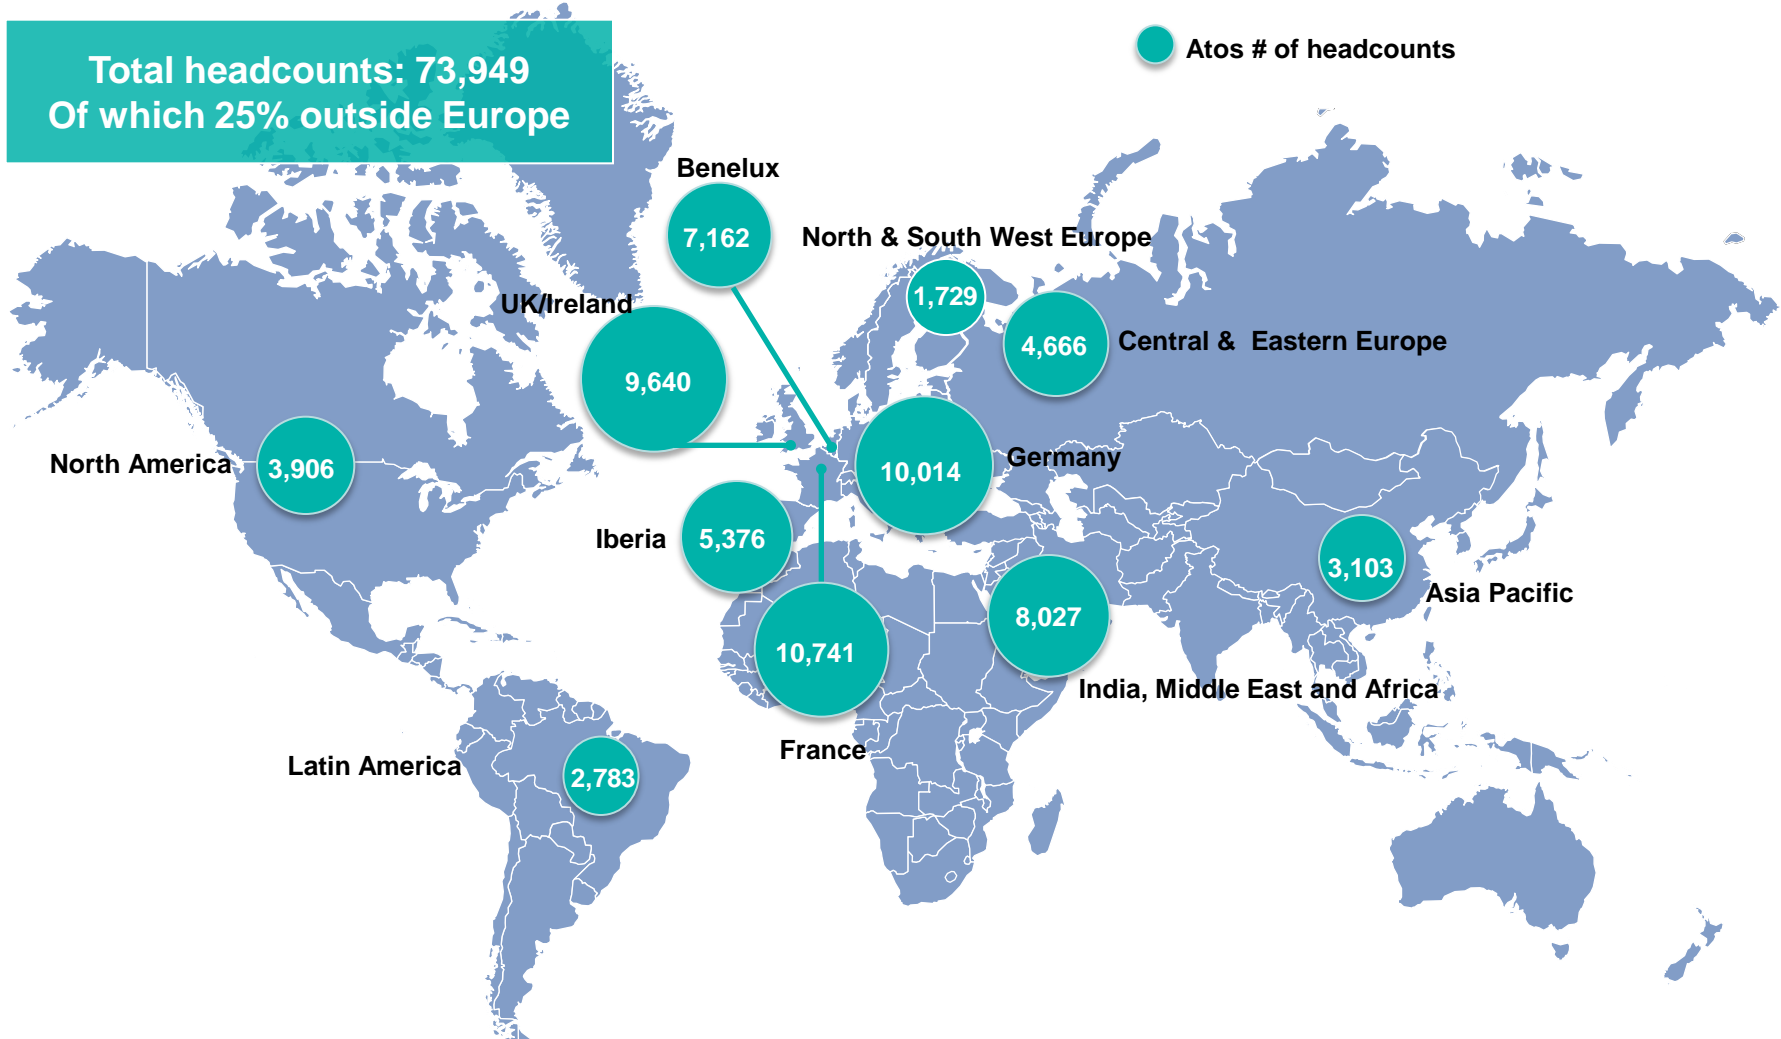 Total headcounts: 73,949
Of which 25% outside Europe
Atos # of headcounts
Benelux
7,162
North & South West Europe
1,729
UK/Ireland
9,640
4,666
Central & Eastern Europe
North America
3,906
10,014
Germany
Iberia
5,376
3,103
Asia Pacific
8,027
India, Middle East and Africa
10,741
France
Latin America
2,783